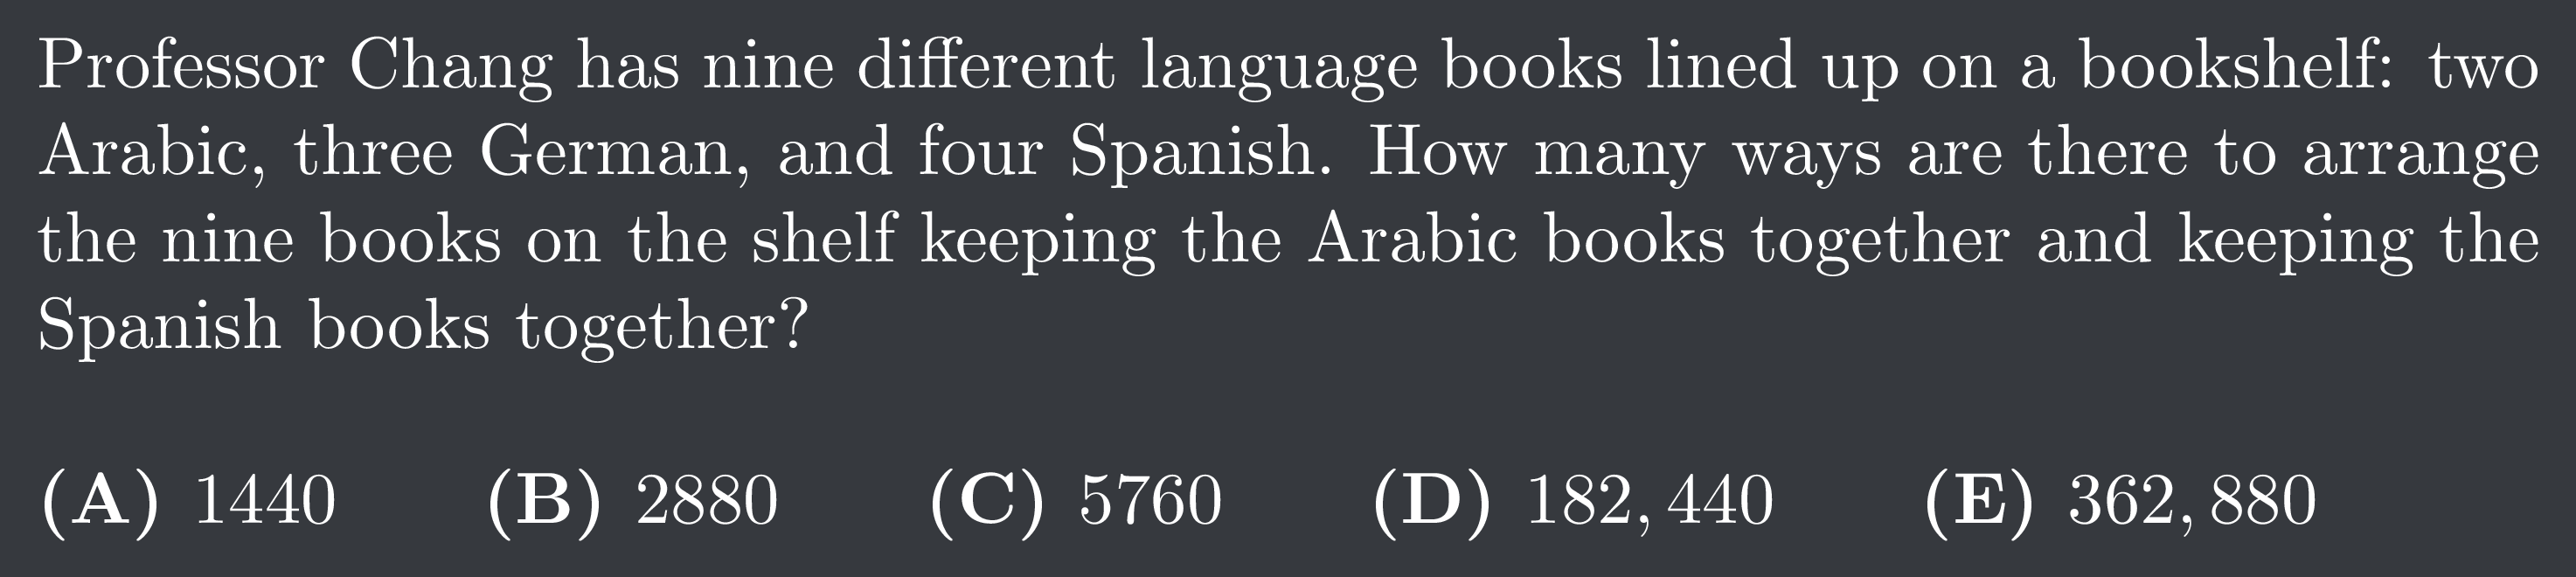 Professor Chang has nine different language books lined up on a bookshelf: two
Arabic, three German, and four Spanish. How many ways are there to arrange
the nine books on the shelf keeping the Arabic books together and keeping the
Spanish books together?
(A) 1440 (B) 2880 (C) 5760 (D) 182, 440 (E) 362, 880